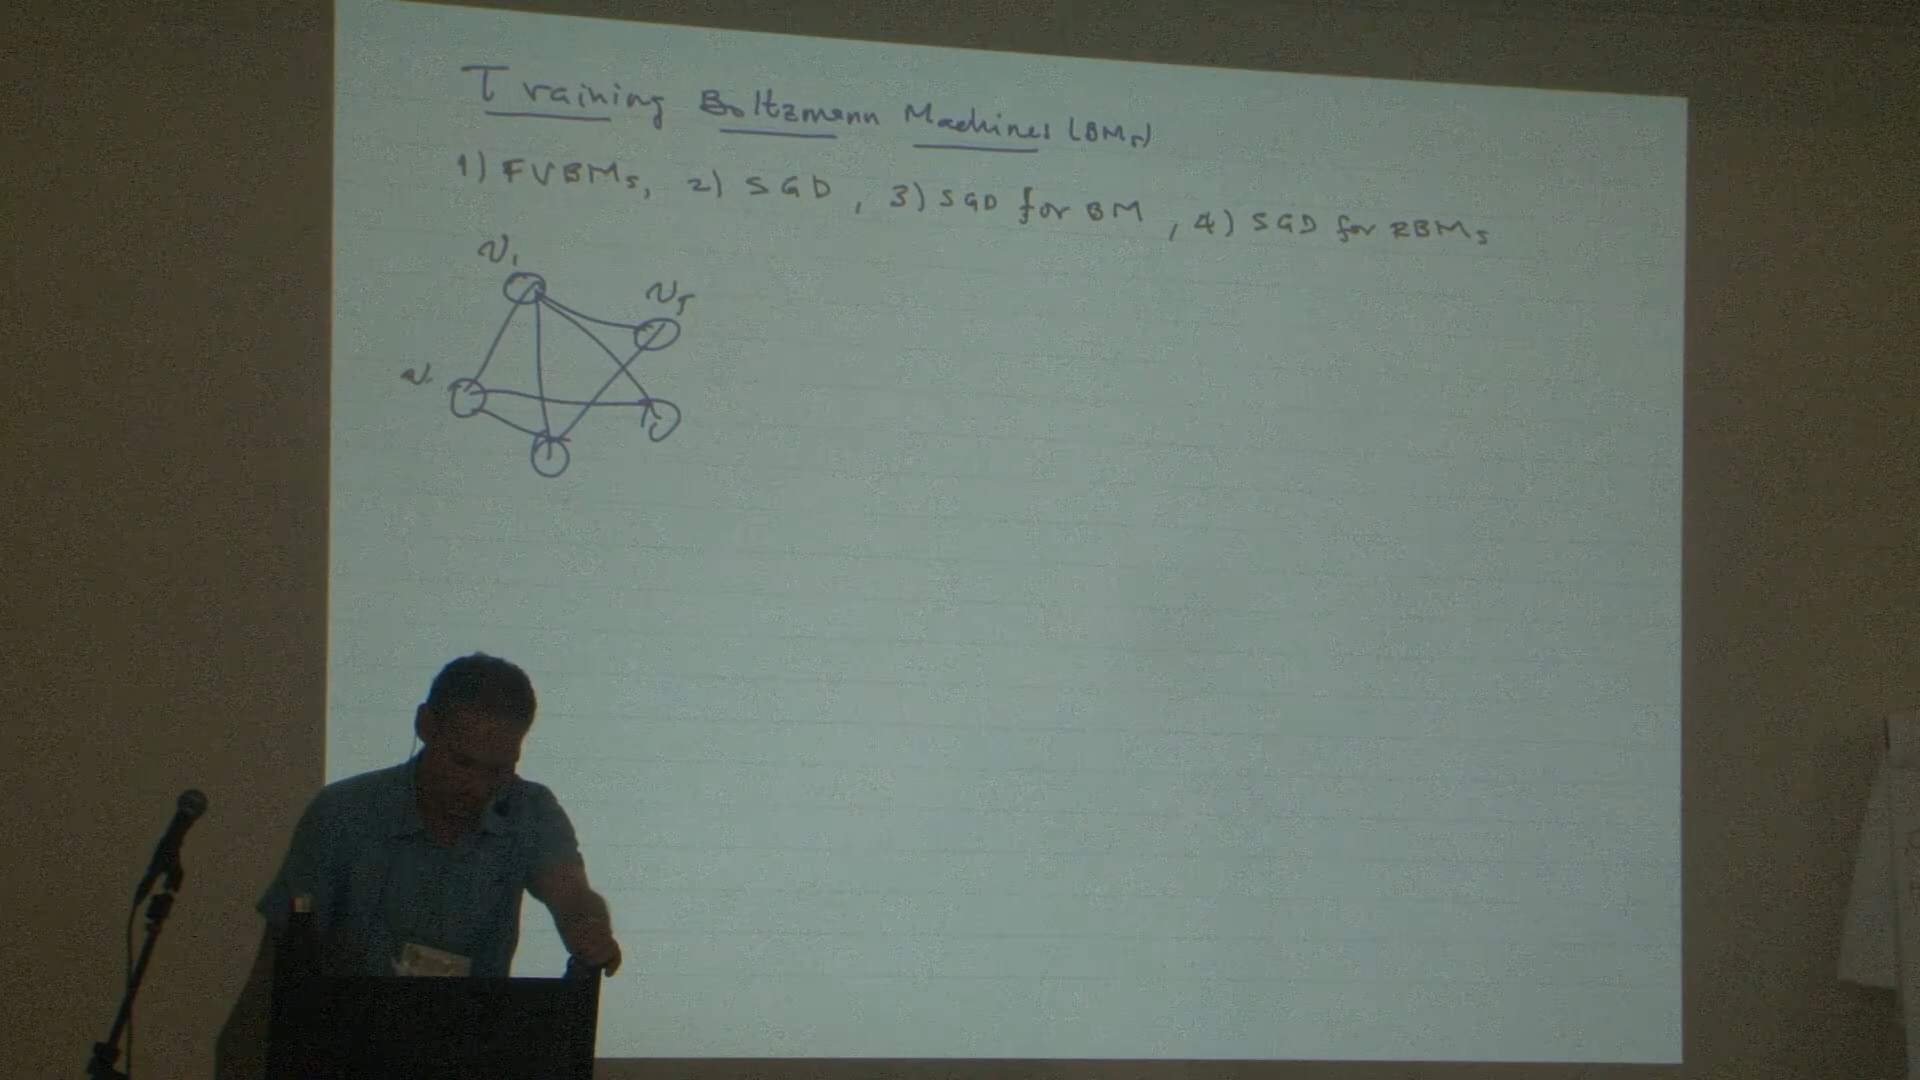 Training Boltzmann Machines (BMs)
1) FVBMs, 2) SGD, 3) SGD for BM, 4) SGD for RBMs
v1
v5
v